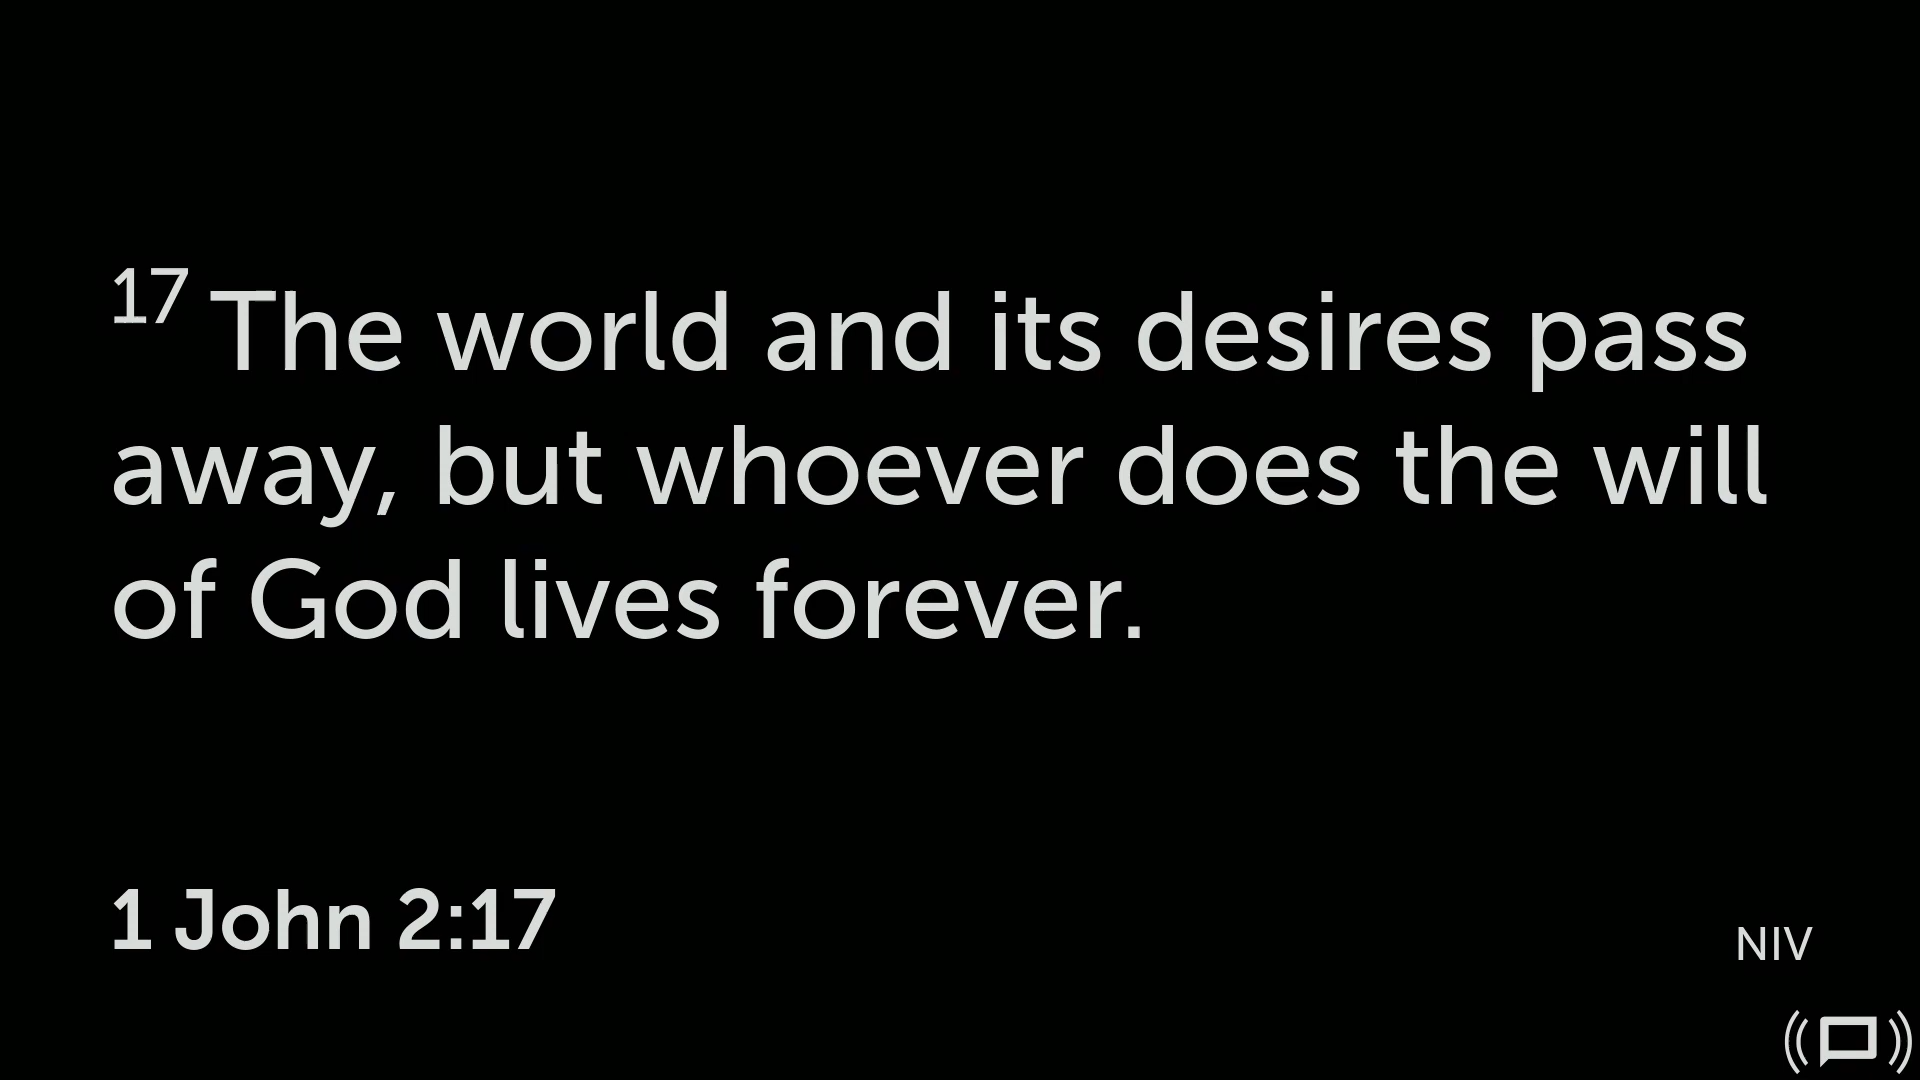 17 The world and its desires pass
away, but whoever does the will
of God lives forever.
1 John 2:17
NIV